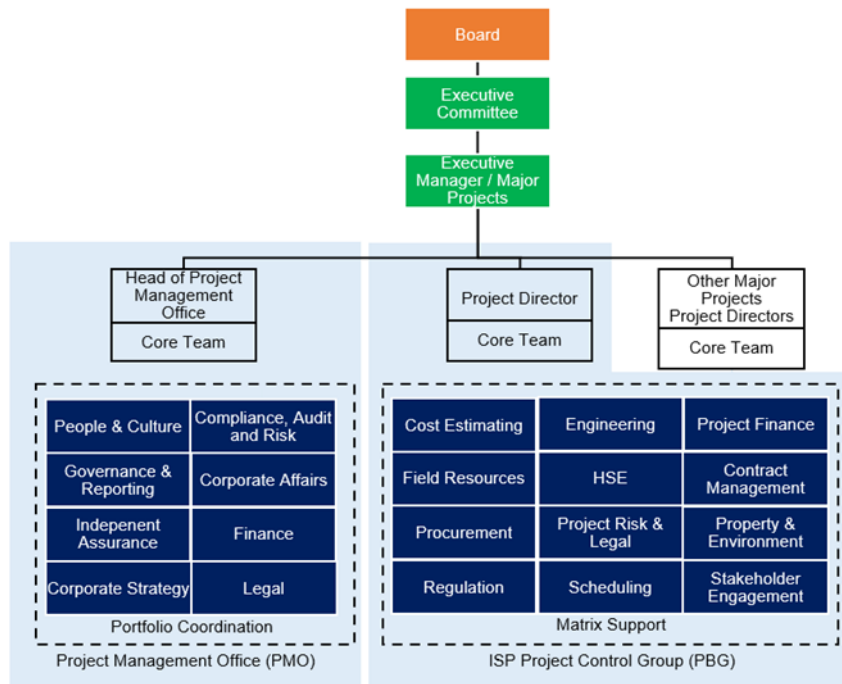 Board
Executive
Committee
Executive
Manager / Major
Projects
Head of Project
Management
Office
Core Team
Project Director
Core Team
Other Major
Projects
Project Directors
Core Team
People & Culture
Compliance, Audit
and Risk
Governance &
Reporting
Corporate Affairs
Indepenent
Assurance
Finance
Corporate Strategy
Legal
Portfolio Coordination
Project Management Office (PMO)
Cost Estimating
Engineering
Project Finance
Field Resources
HSE
Contract
Management
Procurement
Project Risk &
Legal
Property &
Environment
Regulation
Scheduling
Stakeholder
Engagement
Matrix Support
ISP Project Control Group (PBG)